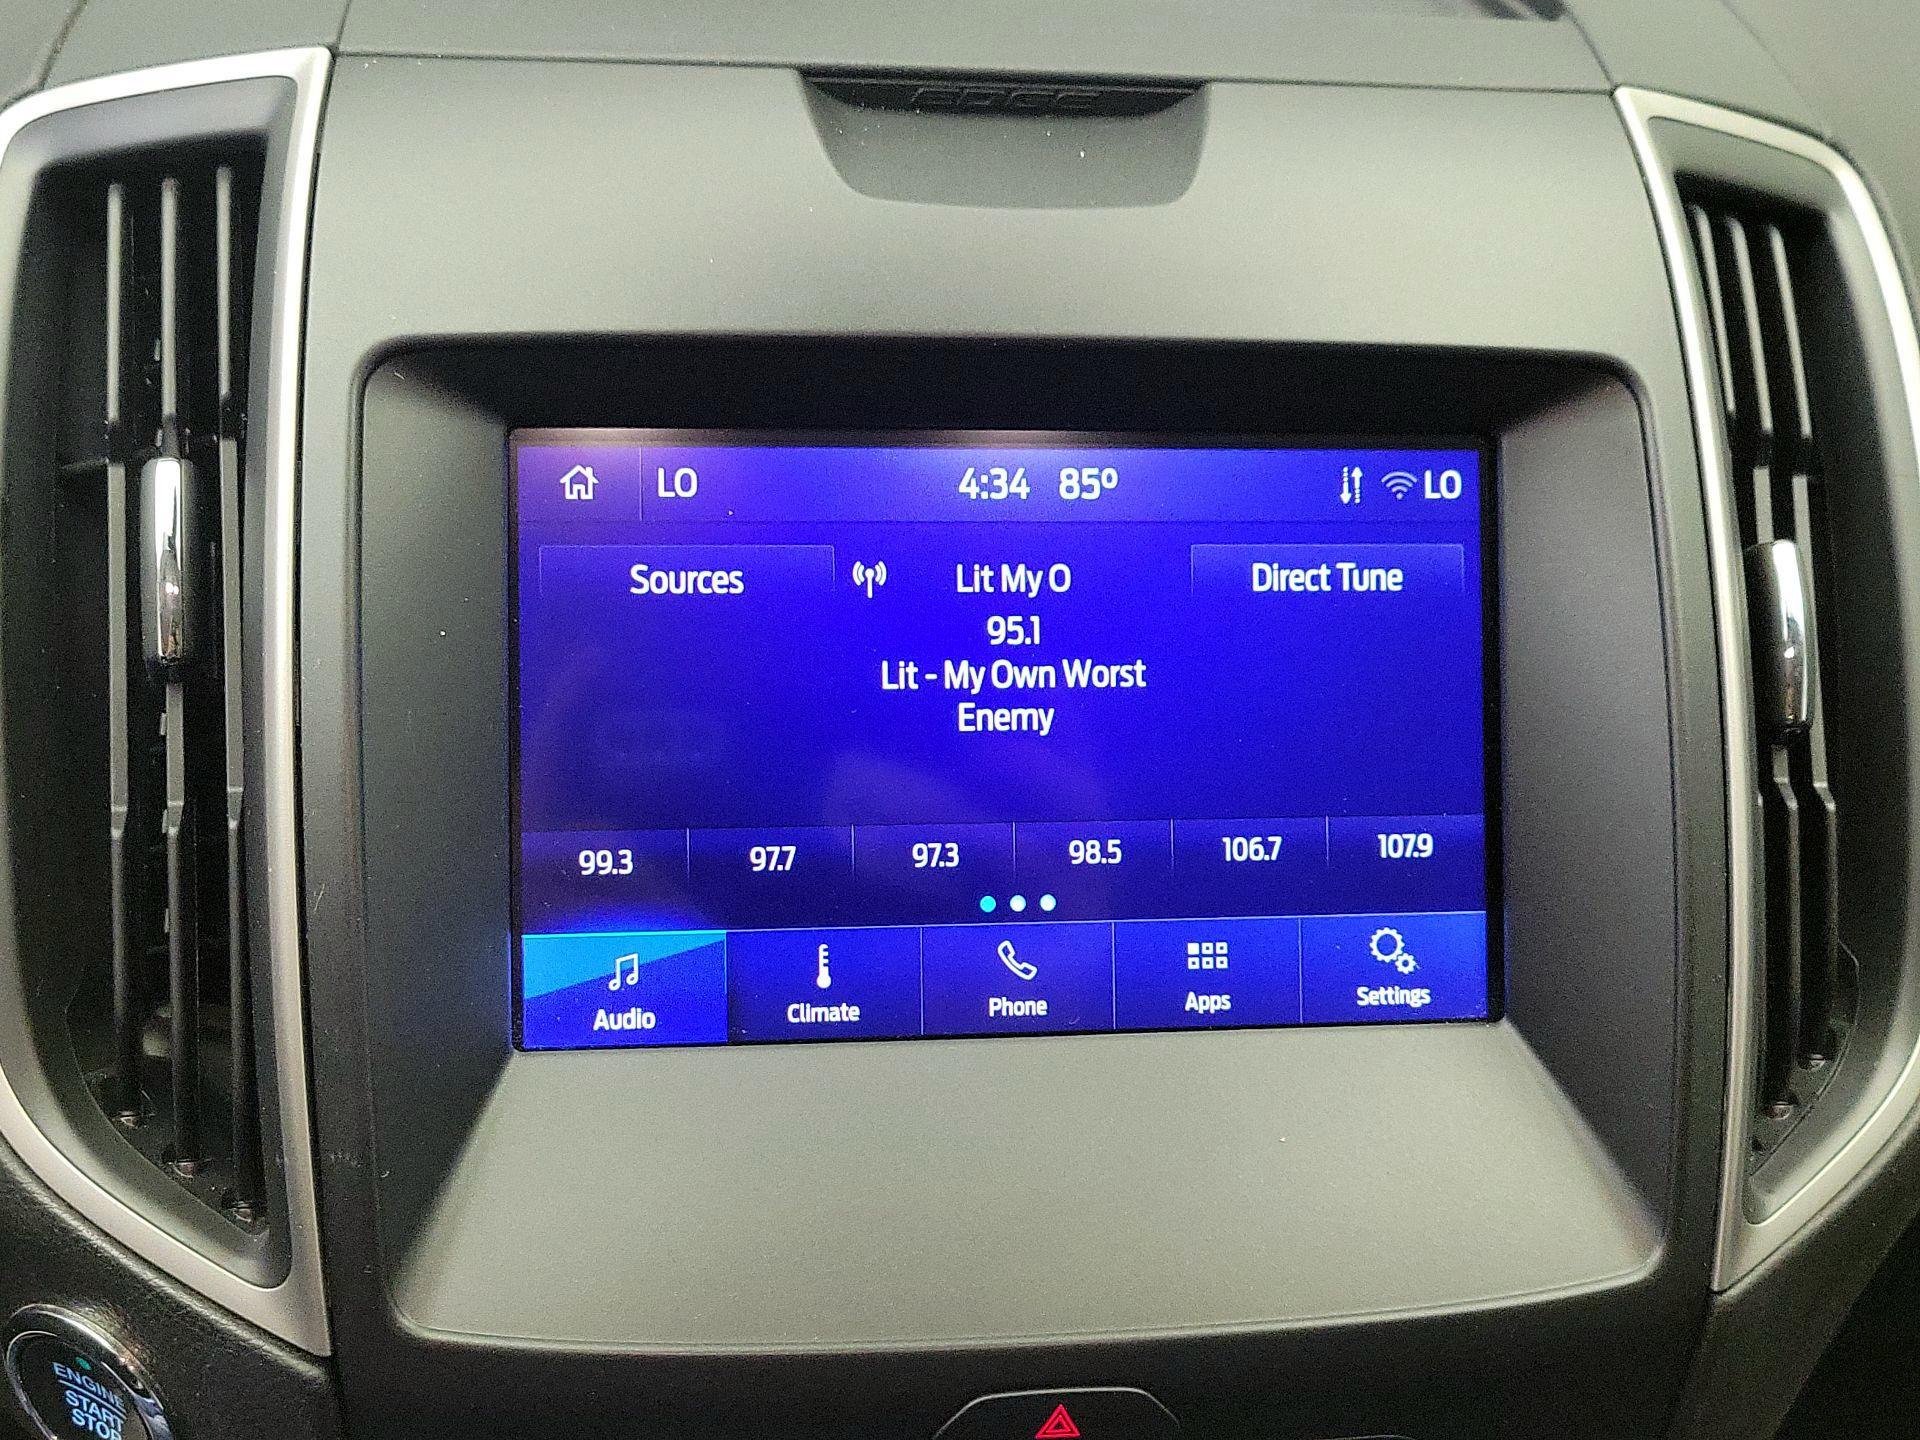 EDGE
LO 4:34 85° LO
Sources Lit My O Direct Tune
95.1
Lit - My Own Worst
Enemy
99.3 97.7 97.3 98.5 106.7 107.9
Audio Climate Phone Apps Settings
ENGINE
START
STOP